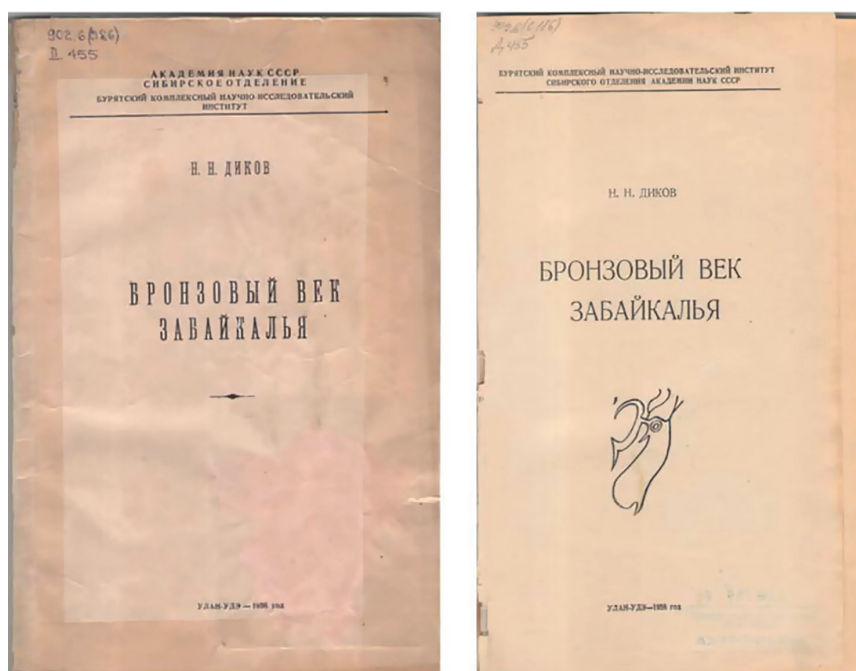 902.6(526)
Д 455
АКАДЕМИЯ НАУК СССР
СИБИРСКОЕ ОТДЕЛЕНИЕ
БУРЯТСКИЙ КОМПЛЕКСНЫЙ НАУЧНО-ИССЛЕДОВАТЕЛЬСКИЙ
ИНСТИТУТ
Н. Н. ДИКОВ
БРОНЗОВЫЙ ВЕК
ЗАБАЙКАЛЬЯ
УЛАН-УДЭ — 1958 год
Д 455
БУРЯТСКИЙ КОМПЛЕКСНЫЙ НАУЧНО-ИССЛЕДОВАТЕЛЬСКИЙ ИНСТИТУТ
СИБИРСКОГО ОТДЕЛЕНИЯ АКАДЕМИИ НАУК СССР
Н. Н. ДИКОВ
БРОНЗОВЫЙ ВЕК
ЗАБАЙКАЛЬЯ
УЛАН-УДЭ—1958 год